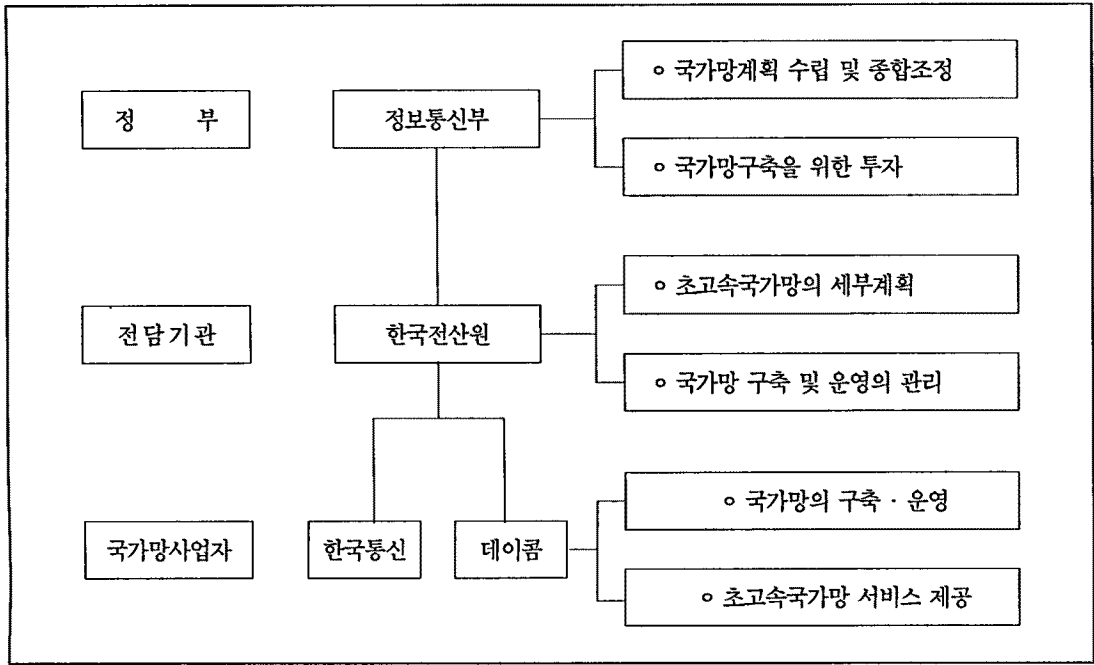 ㅇ 국가망계획 수립 및 종합조정
정 부
정보통신부
ㅇ 국가망구축을 위한 투자
ㅇ 초고속국가망의 세부계획
전담기관
한국전산원
ㅇ 국가망 구축 및 운영의 관리
ㅇ 국가망의 구축 · 운영
국가망사업자
한국통신
데이콤
ㅇ 초고속국가망 서비스 제공